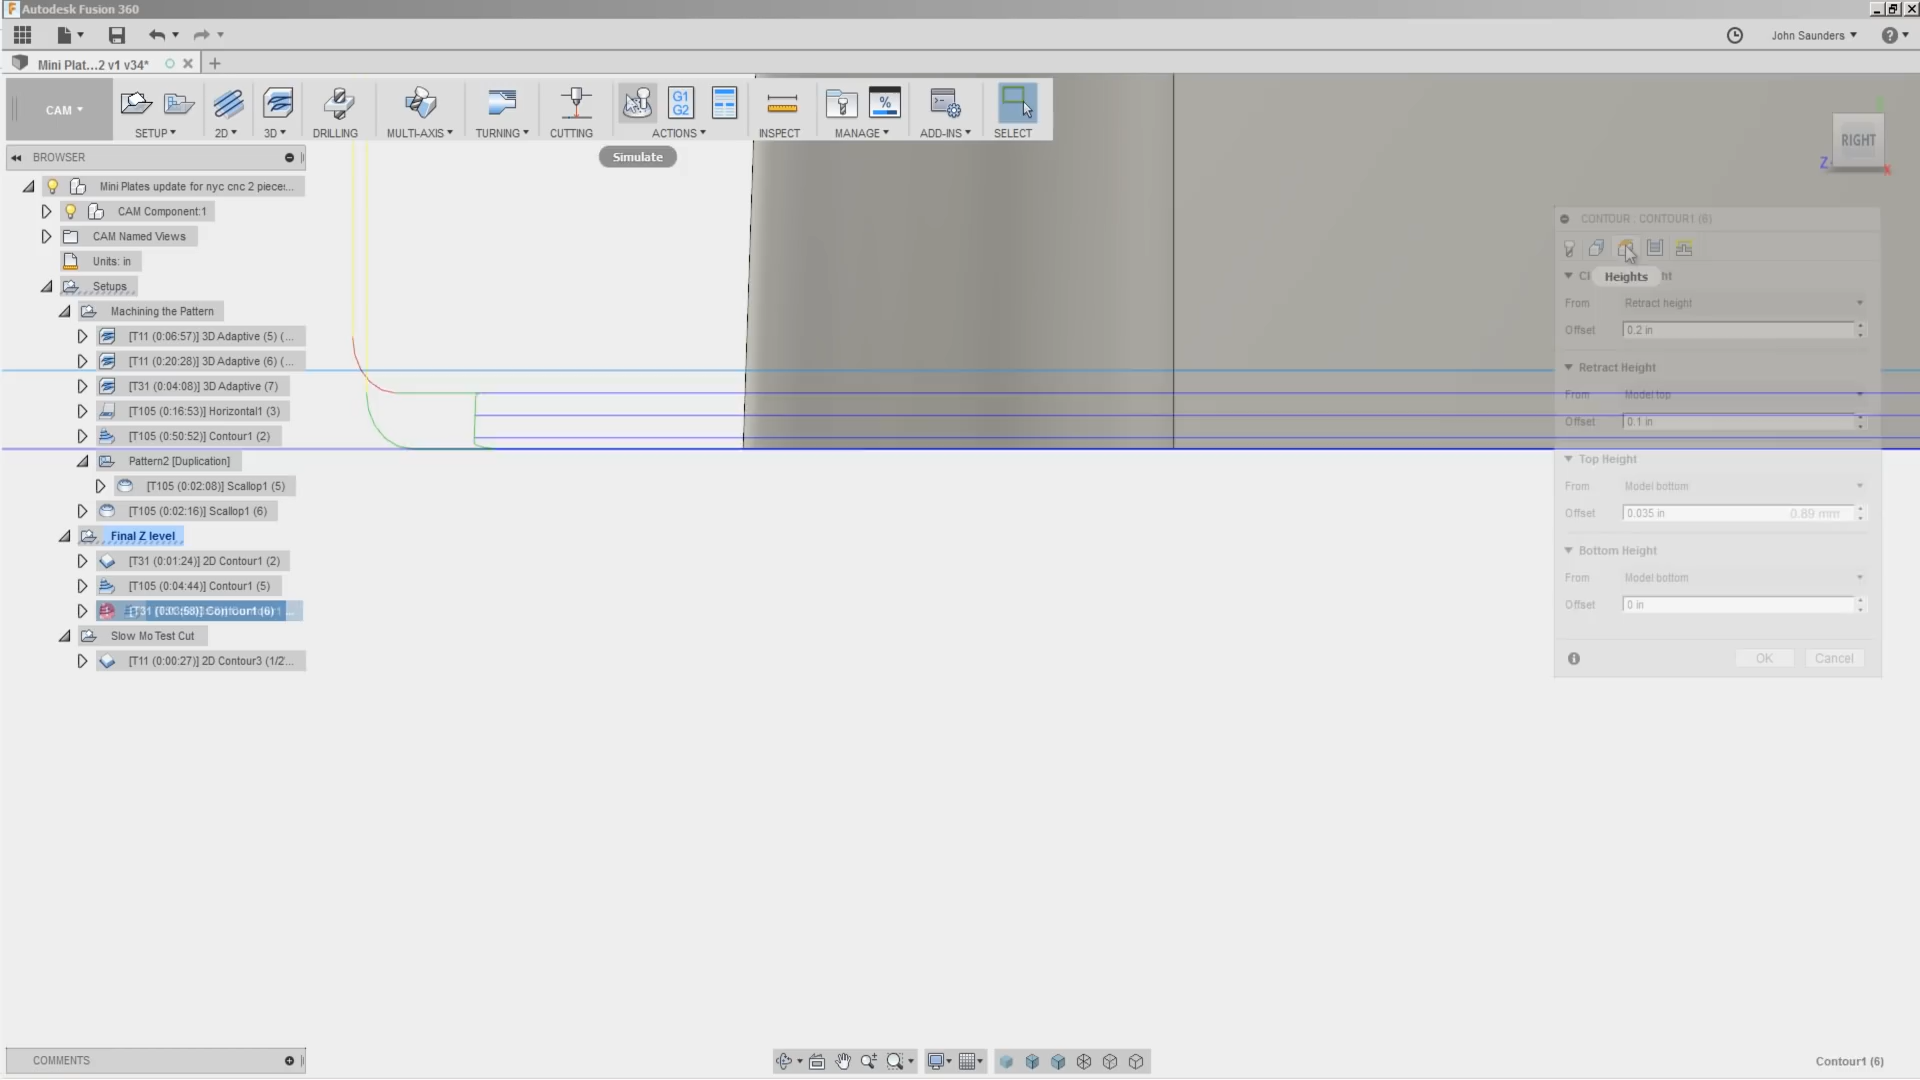 Autodesk Fusion 360
John Saunders
Mini Plat...2 v1 v34*
CAM
SETUP
2D
3D
DRILLING
MULTI-AXIS
TURNING
CUTTING
G1
G2
ACTIONS
INSPECT
%
MANAGE
ADD-INS
SELECT
Simulate
RIGHT
Z
X
BROWSER
Mini Plates update for nyc cnc 2 piece...
CAM Component:1
CAM Named Views
Units: in
Setups
Machining the Pattern
[T11 (0:06:57)] 3D Adaptive (5) (...
[T11 (0:20:28)] 3D Adaptive (6) (...
[T31 (0:04:08)] 3D Adaptive (7)
[T105 (0:16:53)] Horizontal1 (3)
[T105 (0:50:52)] Contour1 (2)
Pattern2 [Duplication]
[T105 (0:02:08)] Scallop1 (5)
[T105 (0:02:16)] Scallop1 (6)
Final Z level
[T31 (0:01:24)] 2D Contour1 (2)
[T105 (0:04:44)] Contour1 (5)
Contour1 (6)
Slow Mo Test Cut
[T11 (0:00:27)] 2D Contour3 (1/2'...
CONTOUR : CONTOUR1 (6)
Heights
From Retract height
Offset 0.2 in
Retract Height
From Model top
Offset 0.1 in
Top Height
From Model bottom
Offset 0.035 in 0.89 mm
Bottom Height
From Model bottom
Offset 0 in
OK Cancel
COMMENTS
Contour1 (6)